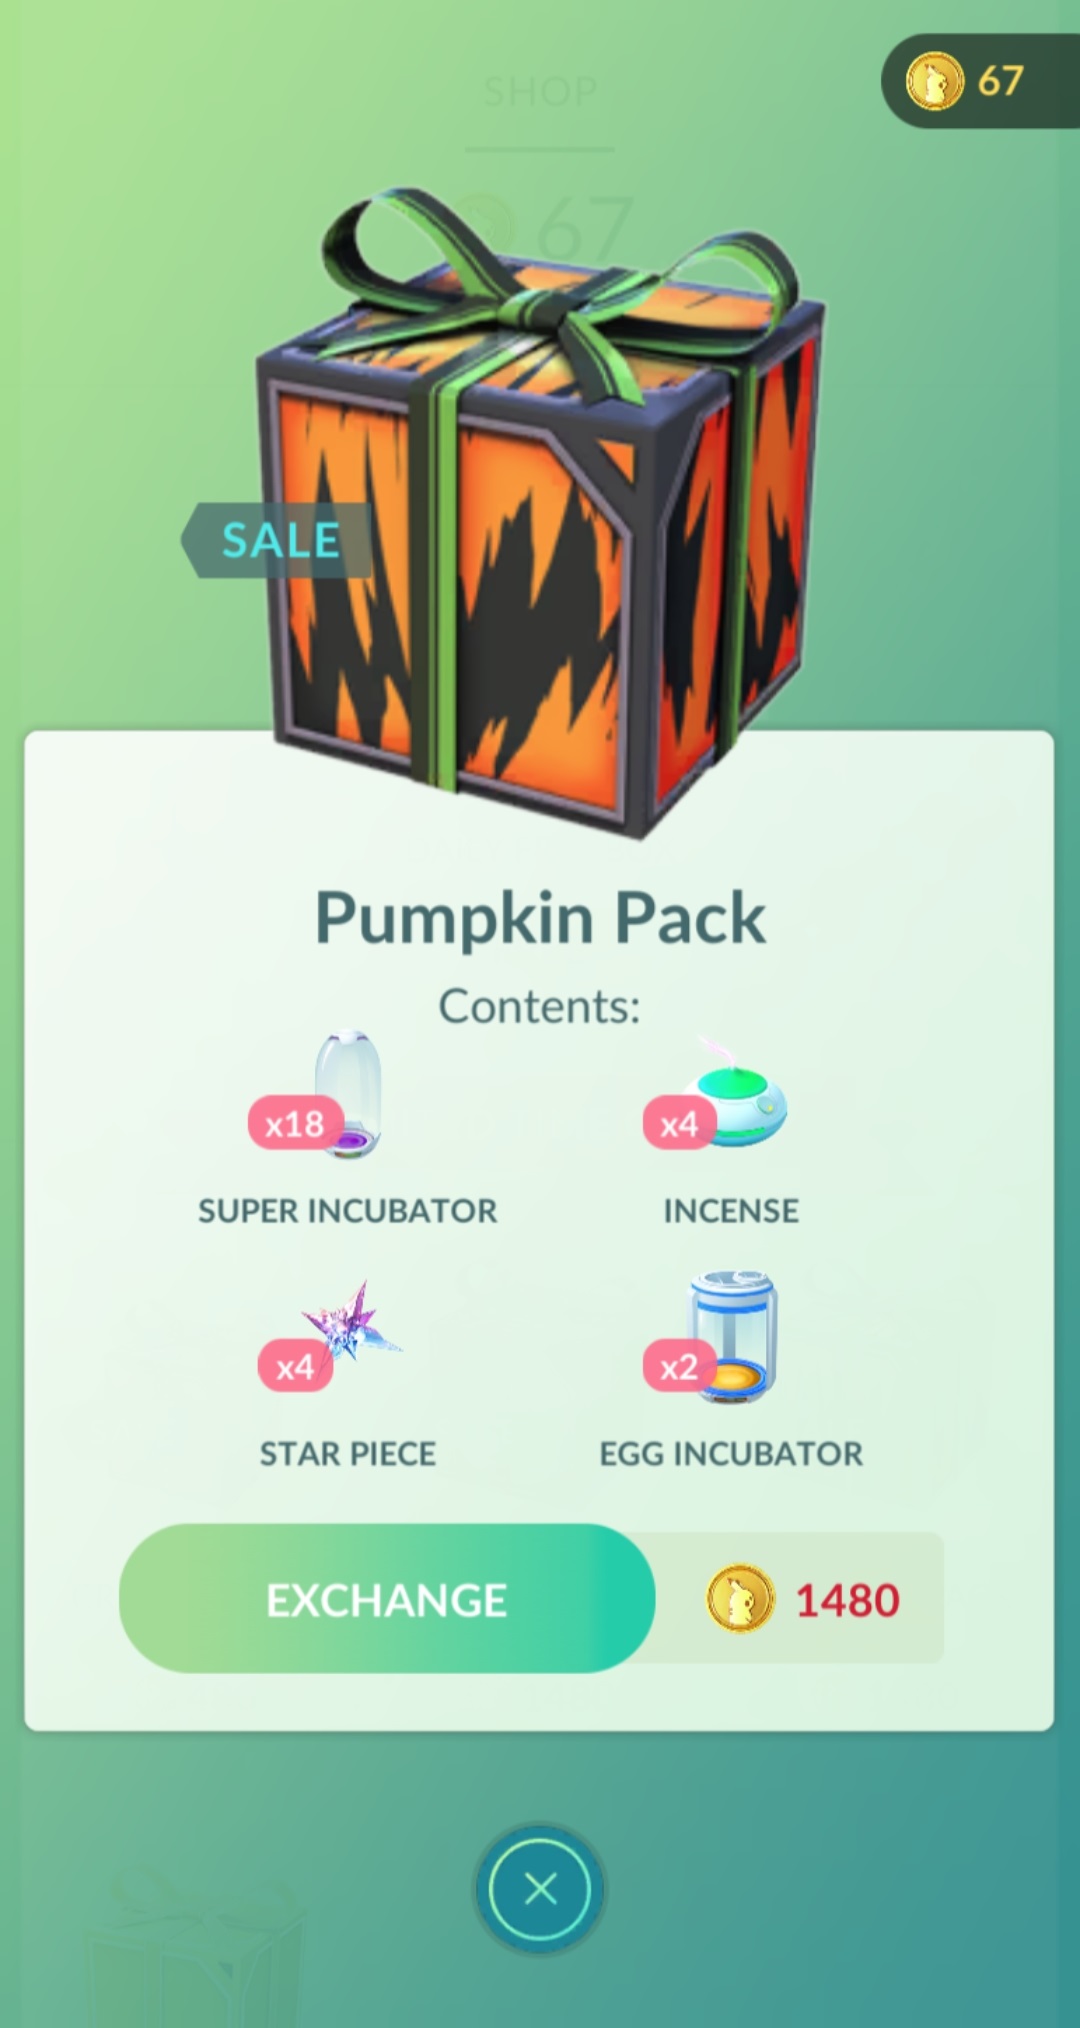 SHOP
67
67
SALE
Pumpkin Pack
Contents:
x18
x4
SUPER INCUBATOR
INCENSE
x4
x2
STAR PIECE
EGG INCUBATOR
EXCHANGE
1480